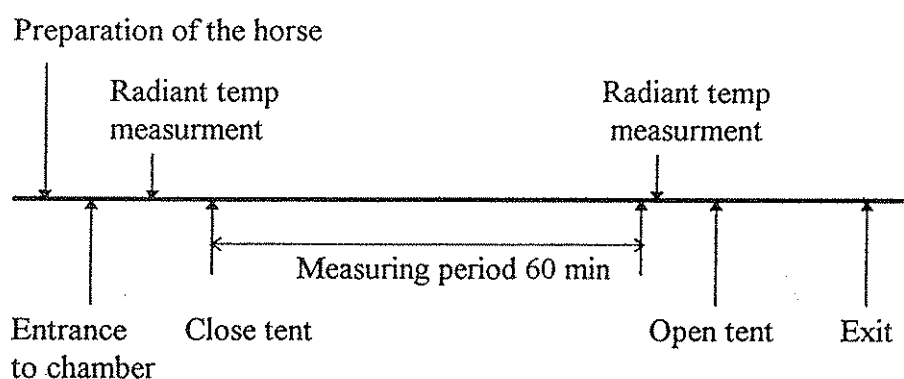 Preparation of the horse
Radiant temp
measurment
Radiant temp
measurment
Measuring period 60 min
Entrance
to chamber
Close tent
Open tent
Exit